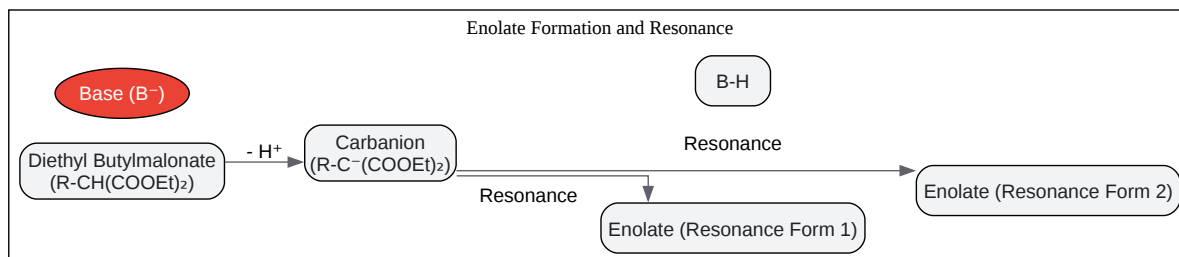 Enolate Formation and Resonance
Base (B⁻)
B-H
Diethyl Butylmalonate
(R-CH(COOEt)₂)
- H⁺
Carbanion
(R-C⁻(COOEt)₂)
Resonance
Resonance
Enolate (Resonance Form 1)
Enolate (Resonance Form 2)